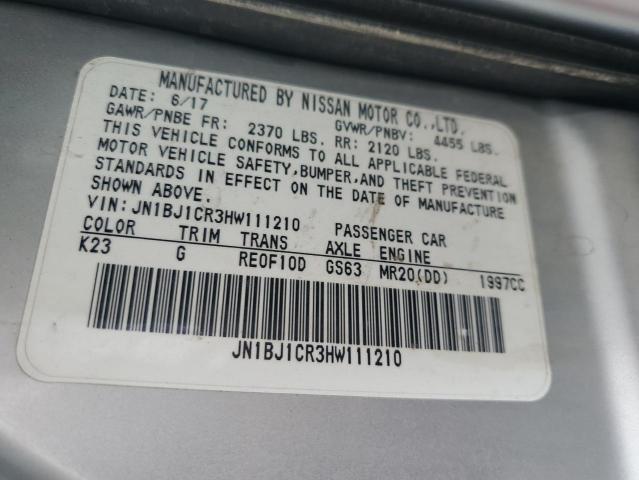 MANUFACTURED BY NISSAN MOTOR CO.,LTD.
DATE: 6/17 GVWR/PNBV: 4455 LBS.
GAWR/PNBE FR: 2370 LBS. RR: 2120 LBS.
THIS VEHICLE CONFORMS TO ALL APPLICABLE FEDERAL
MOTOR VEHICLE SAFETY,BUMPER,AND THEFT PREVENTION
STANDARDS IN EFFECT ON THE DATE OF MANUFACTURE
SHOWN ABOVE.
VIN:JN1BJ1CR3HW111210 PASSENGER CAR
COLOR TRIM TRANS AXLE ENGINE
K23 G RE0F10D GS63 MR20(DD) 1997CC
JN1BJ1CR3HW111210